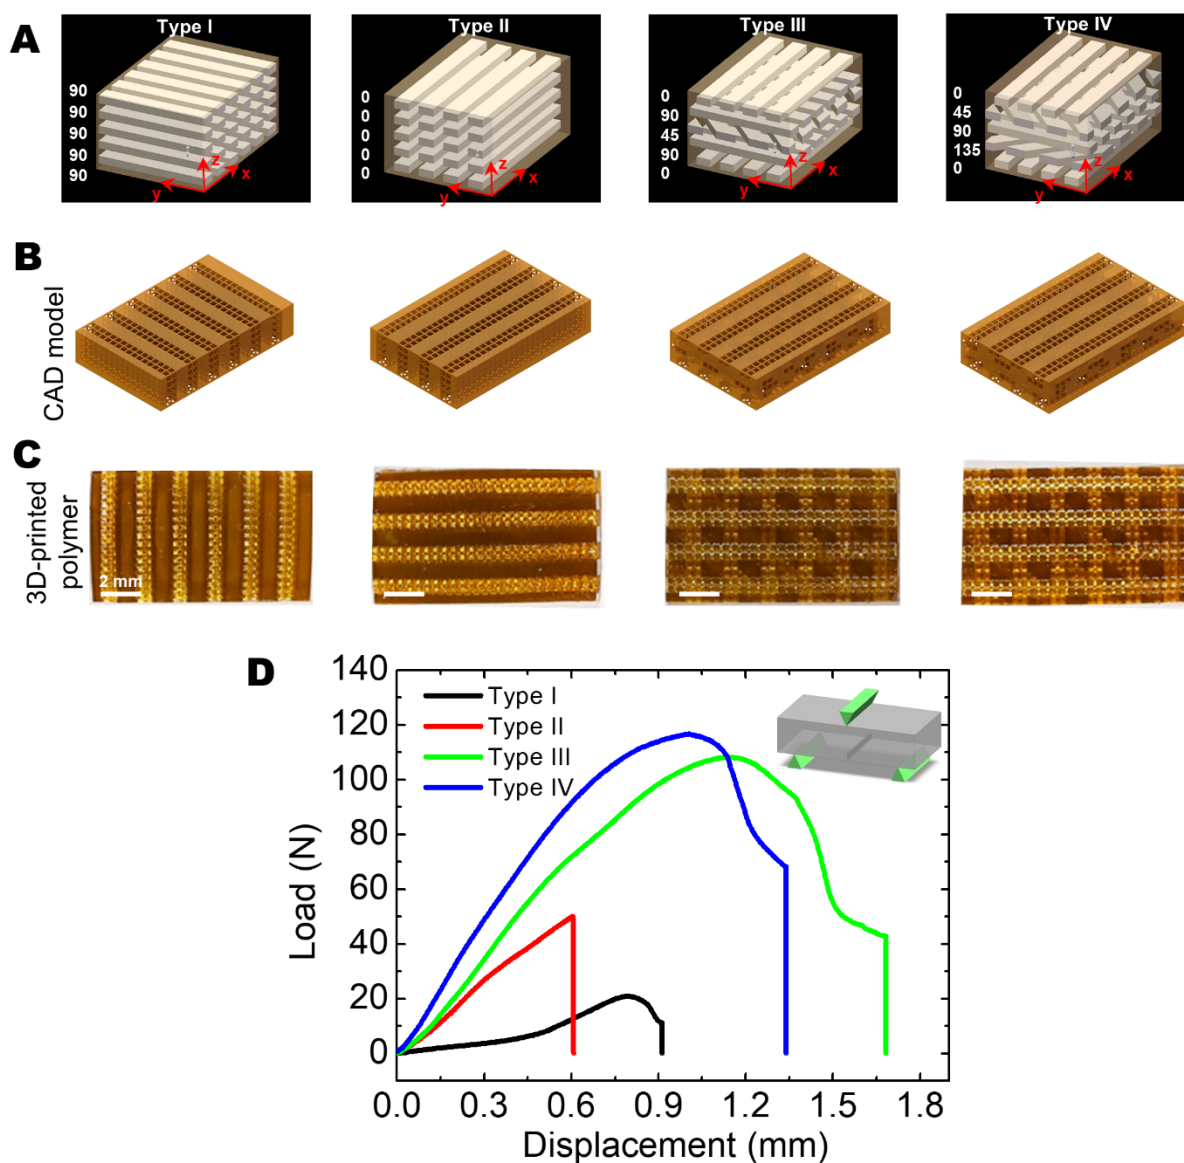 A
Type I
Type II
Type III
Type IV
90
90
90
90
90
z
x
y
0
0
0
0
0
z
x
y
0
90
45
90
0
z
x
y
0
45
90
135
0
z
x
y
B
CAD model
C
3D-printed
polymer
2 mm
D
Load (N)
140
120
100
80
60
40
20
0
Type I
Type II
Type III
Type IV
0.0 0.3 0.6 0.9 1.2 1.5 1.8
Displacement (mm)